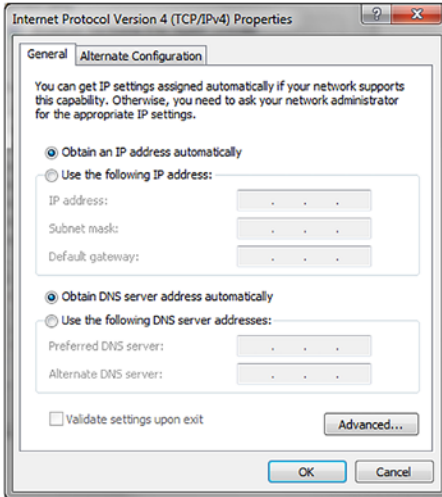 Internet Protocol Version 4 (TCP/IPv4) Properties
General
Alternate Configuration
You can get IP settings assigned automatically if your network supports
this capability. Otherwise, you need to ask your network administrator
for the appropriate IP settings.
Obtain an IP address automatically
Use the following IP address:
IP address:
Subnet mask:
Default gateway:
Obtain DNS server address automatically
Use the following DNS server addresses:
Preferred DNS server:
Alternate DNS server:
Validate settings upon exit
Advanced...
OK
Cancel